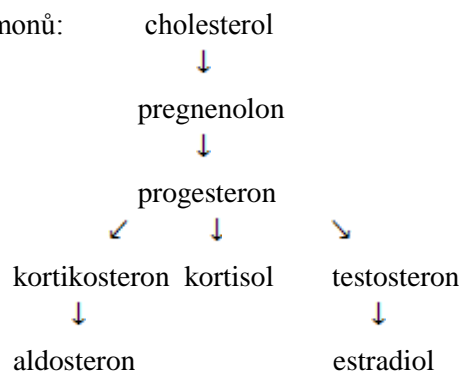 monů: cholesterol
↓
pregnenolon
↓
progesteron
↙ ↓ ↘
kortikosteron kortisol testosteron
↓ ↓
aldosteron estradiol